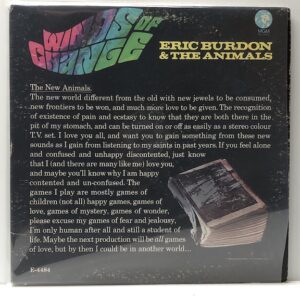 WINDS OF
CHANGE
MGM
ERIC BURDON
& THE ANIMALS
The New Animals.
The new world different from the old with new jewels to be consumed,
new frontiers to be won, and much more love to be given. The recognition
of existence of pain and ecstasy to know that they are both there in the
pit of my stomach, and can be turned on or off as easily as a stereo colour
T.V. set. I love you all, and want you to gain something from these new
sounds as I gain from listening to my saints in past years. If you feel alone
and confused and unhappy discontented, just know
that I (and there are many like me) love you,
and maybe you'll know why I am happy
contented and un-confused. The
games I play are mostly games of
children (not all) happy games, games of
love, games of mystery, games of wonder,
please excuse my games of fear and jealousy,
I'm only human after all and still a student of
life. Maybe the next production will be all games
of love, but by then I could be in another world...
E-4484